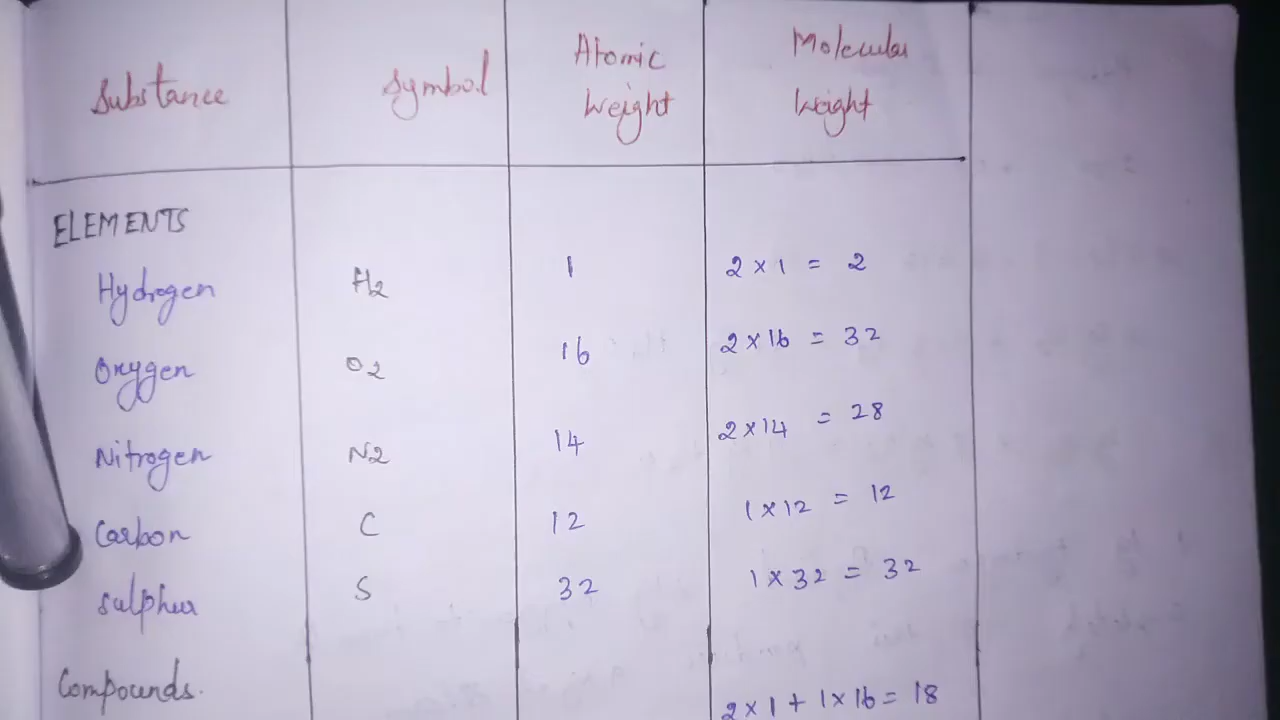 Substance Symbol Atomic Weight Molecular Weight
ELEMENTS
Hydrogen H2 1 2 × 1 = 2
Oxygen O2 16 2 × 16 = 32
Nitrogen N2 14 2 × 14 = 28
Carbon C 12 1 × 12 = 12
Sulphur S 32 1 × 32 = 32
Compounds.
2 × 1 + 1 × 16 = 18